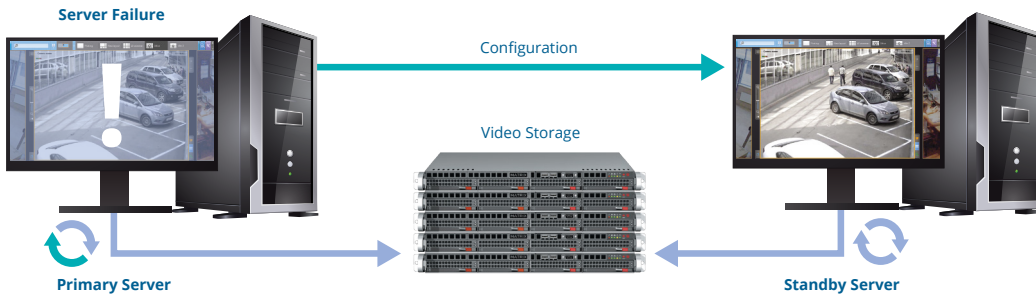 Server Failure
Configuration
Video Storage
Primary Server
Standby Server